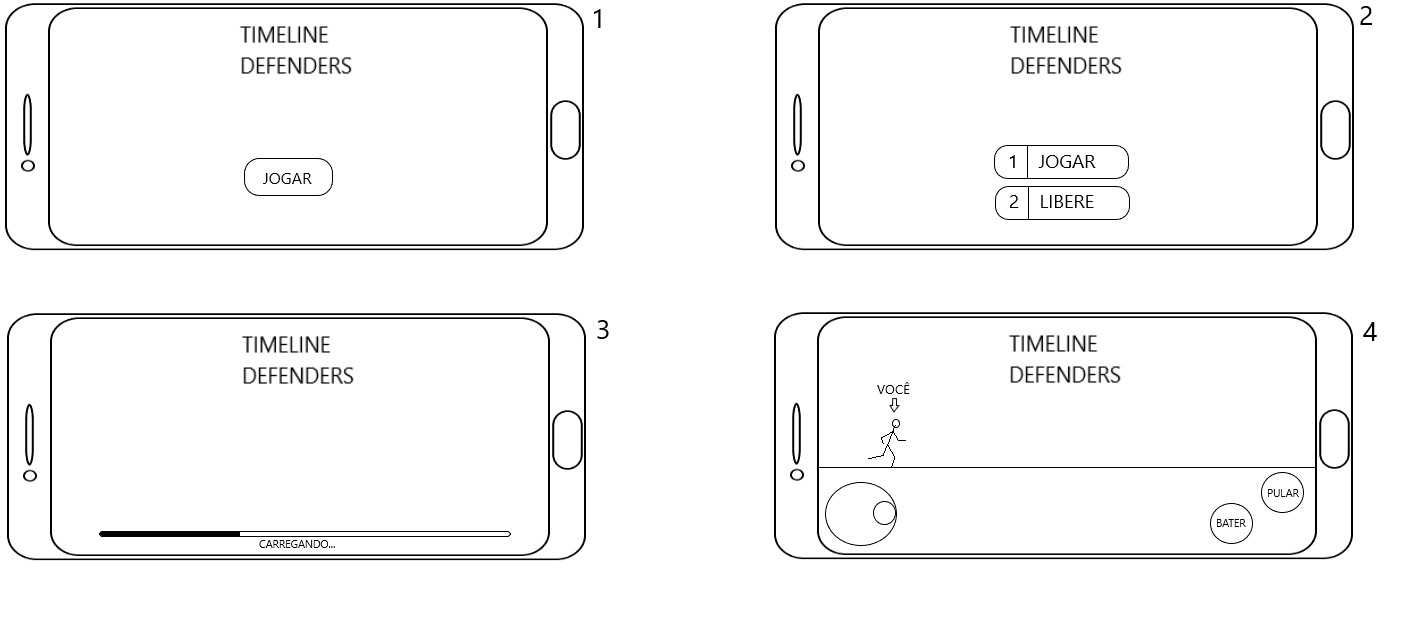 TIMELINE
DEFENDERS
1
JOGAR
TIMELINE
DEFENDERS
2
1 JOGAR
2 LIBERE
TIMELINE
DEFENDERS
3
CARREGANDO...
TIMELINE
DEFENDERS
4
VOCÊ
PULAR
BATER